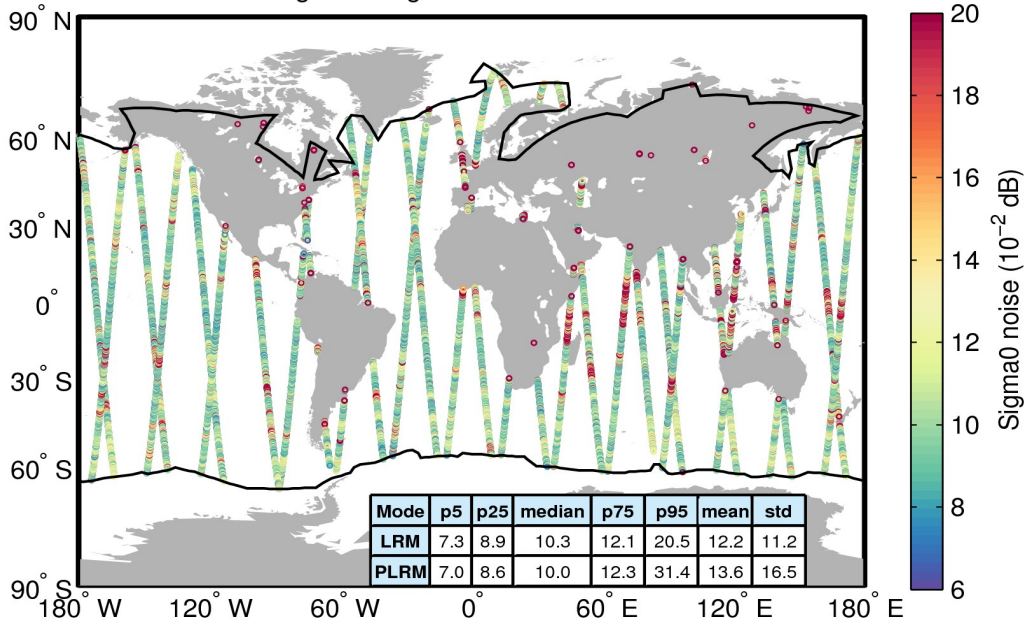 90° N
60° N
30° N
0°
30° S
60° S
90° S
180° W 120° W 60° W 0° 60° E 120° E 180° E
Mode p5 p25 median p75 p95 mean std
LRM 7.3 8.9 10.3 12.1 20.5 12.2 11.2
PLRM 7.0 8.6 10.0 12.3 31.4 13.6 16.5
20
18
16
14
12
10
8
6
Sigma0 noise (10⁻² dB)